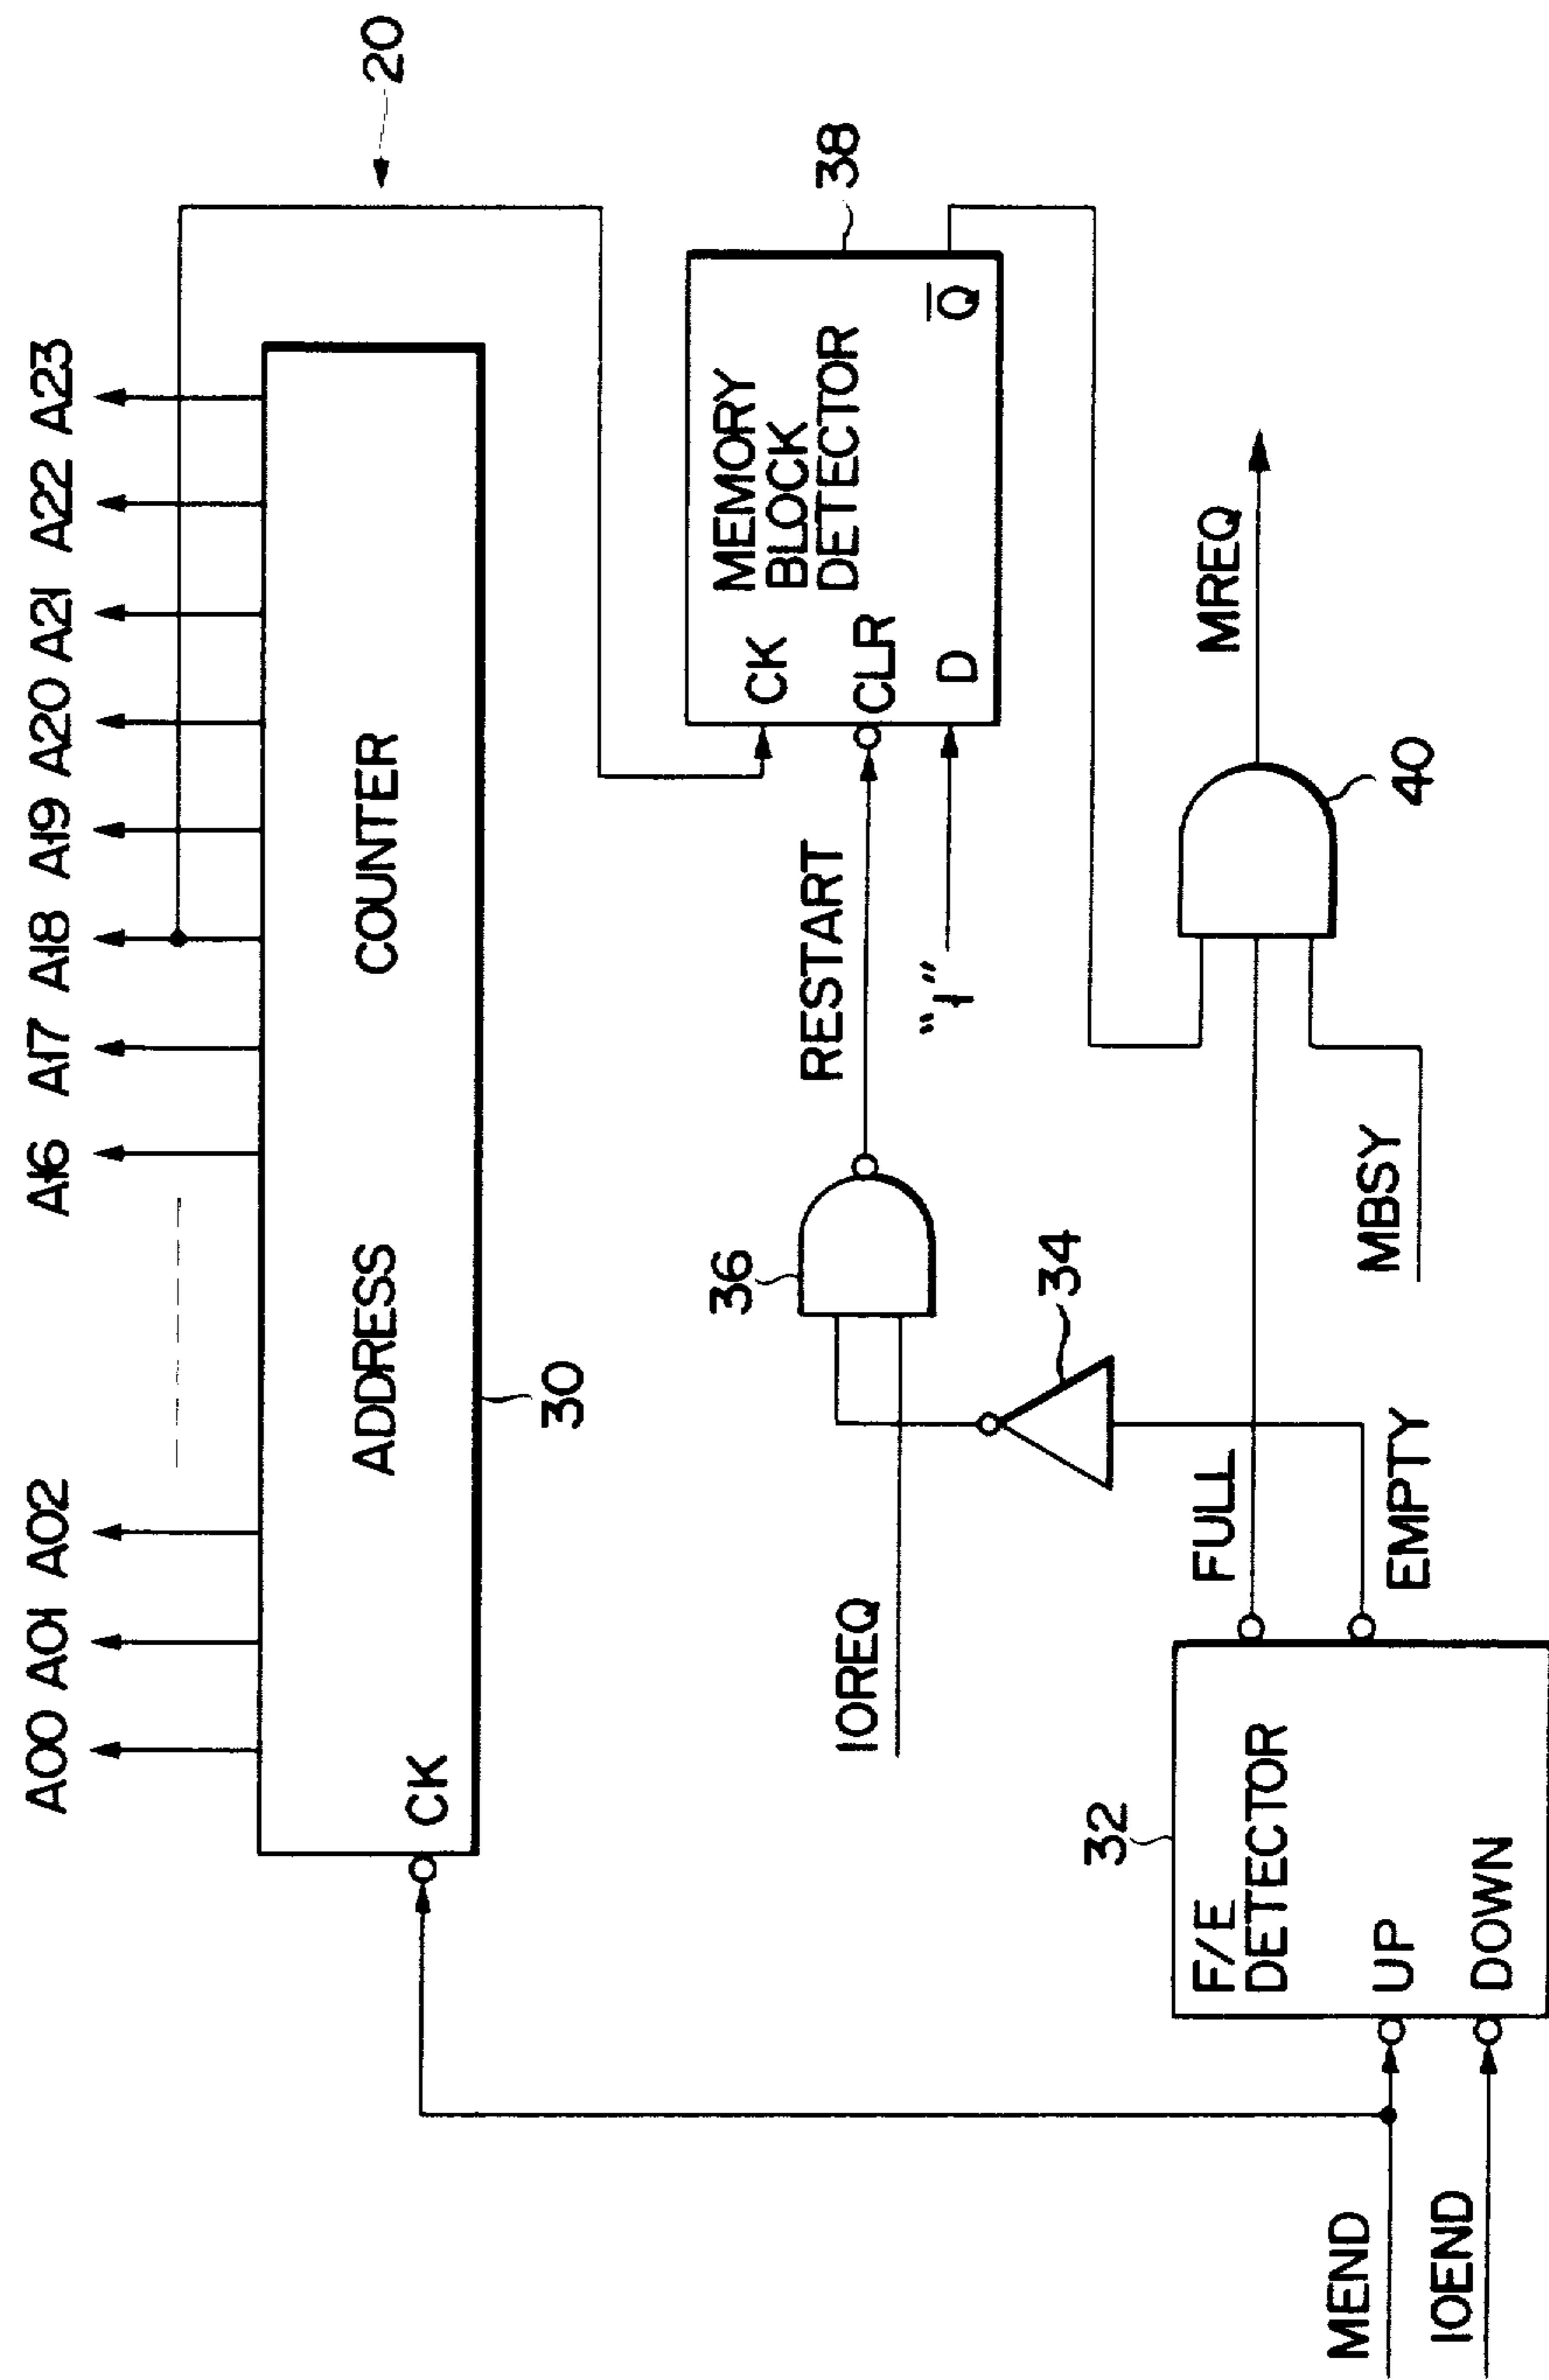 A00 A01 A02 A16 A17 A18 A19 A20 A21 A22 A23
20
CK
ADDRESS COUNTER
30
IOREQ
36
34
RESTART
"1"
MEMORY
BLOCK
DETECTOR
CK
CLR
D
Q̅
38
32
F/E
DETECTOR
UP
DOWN
FULL
EMPTY
MBSY
MREQ
40
MEND
IOEND